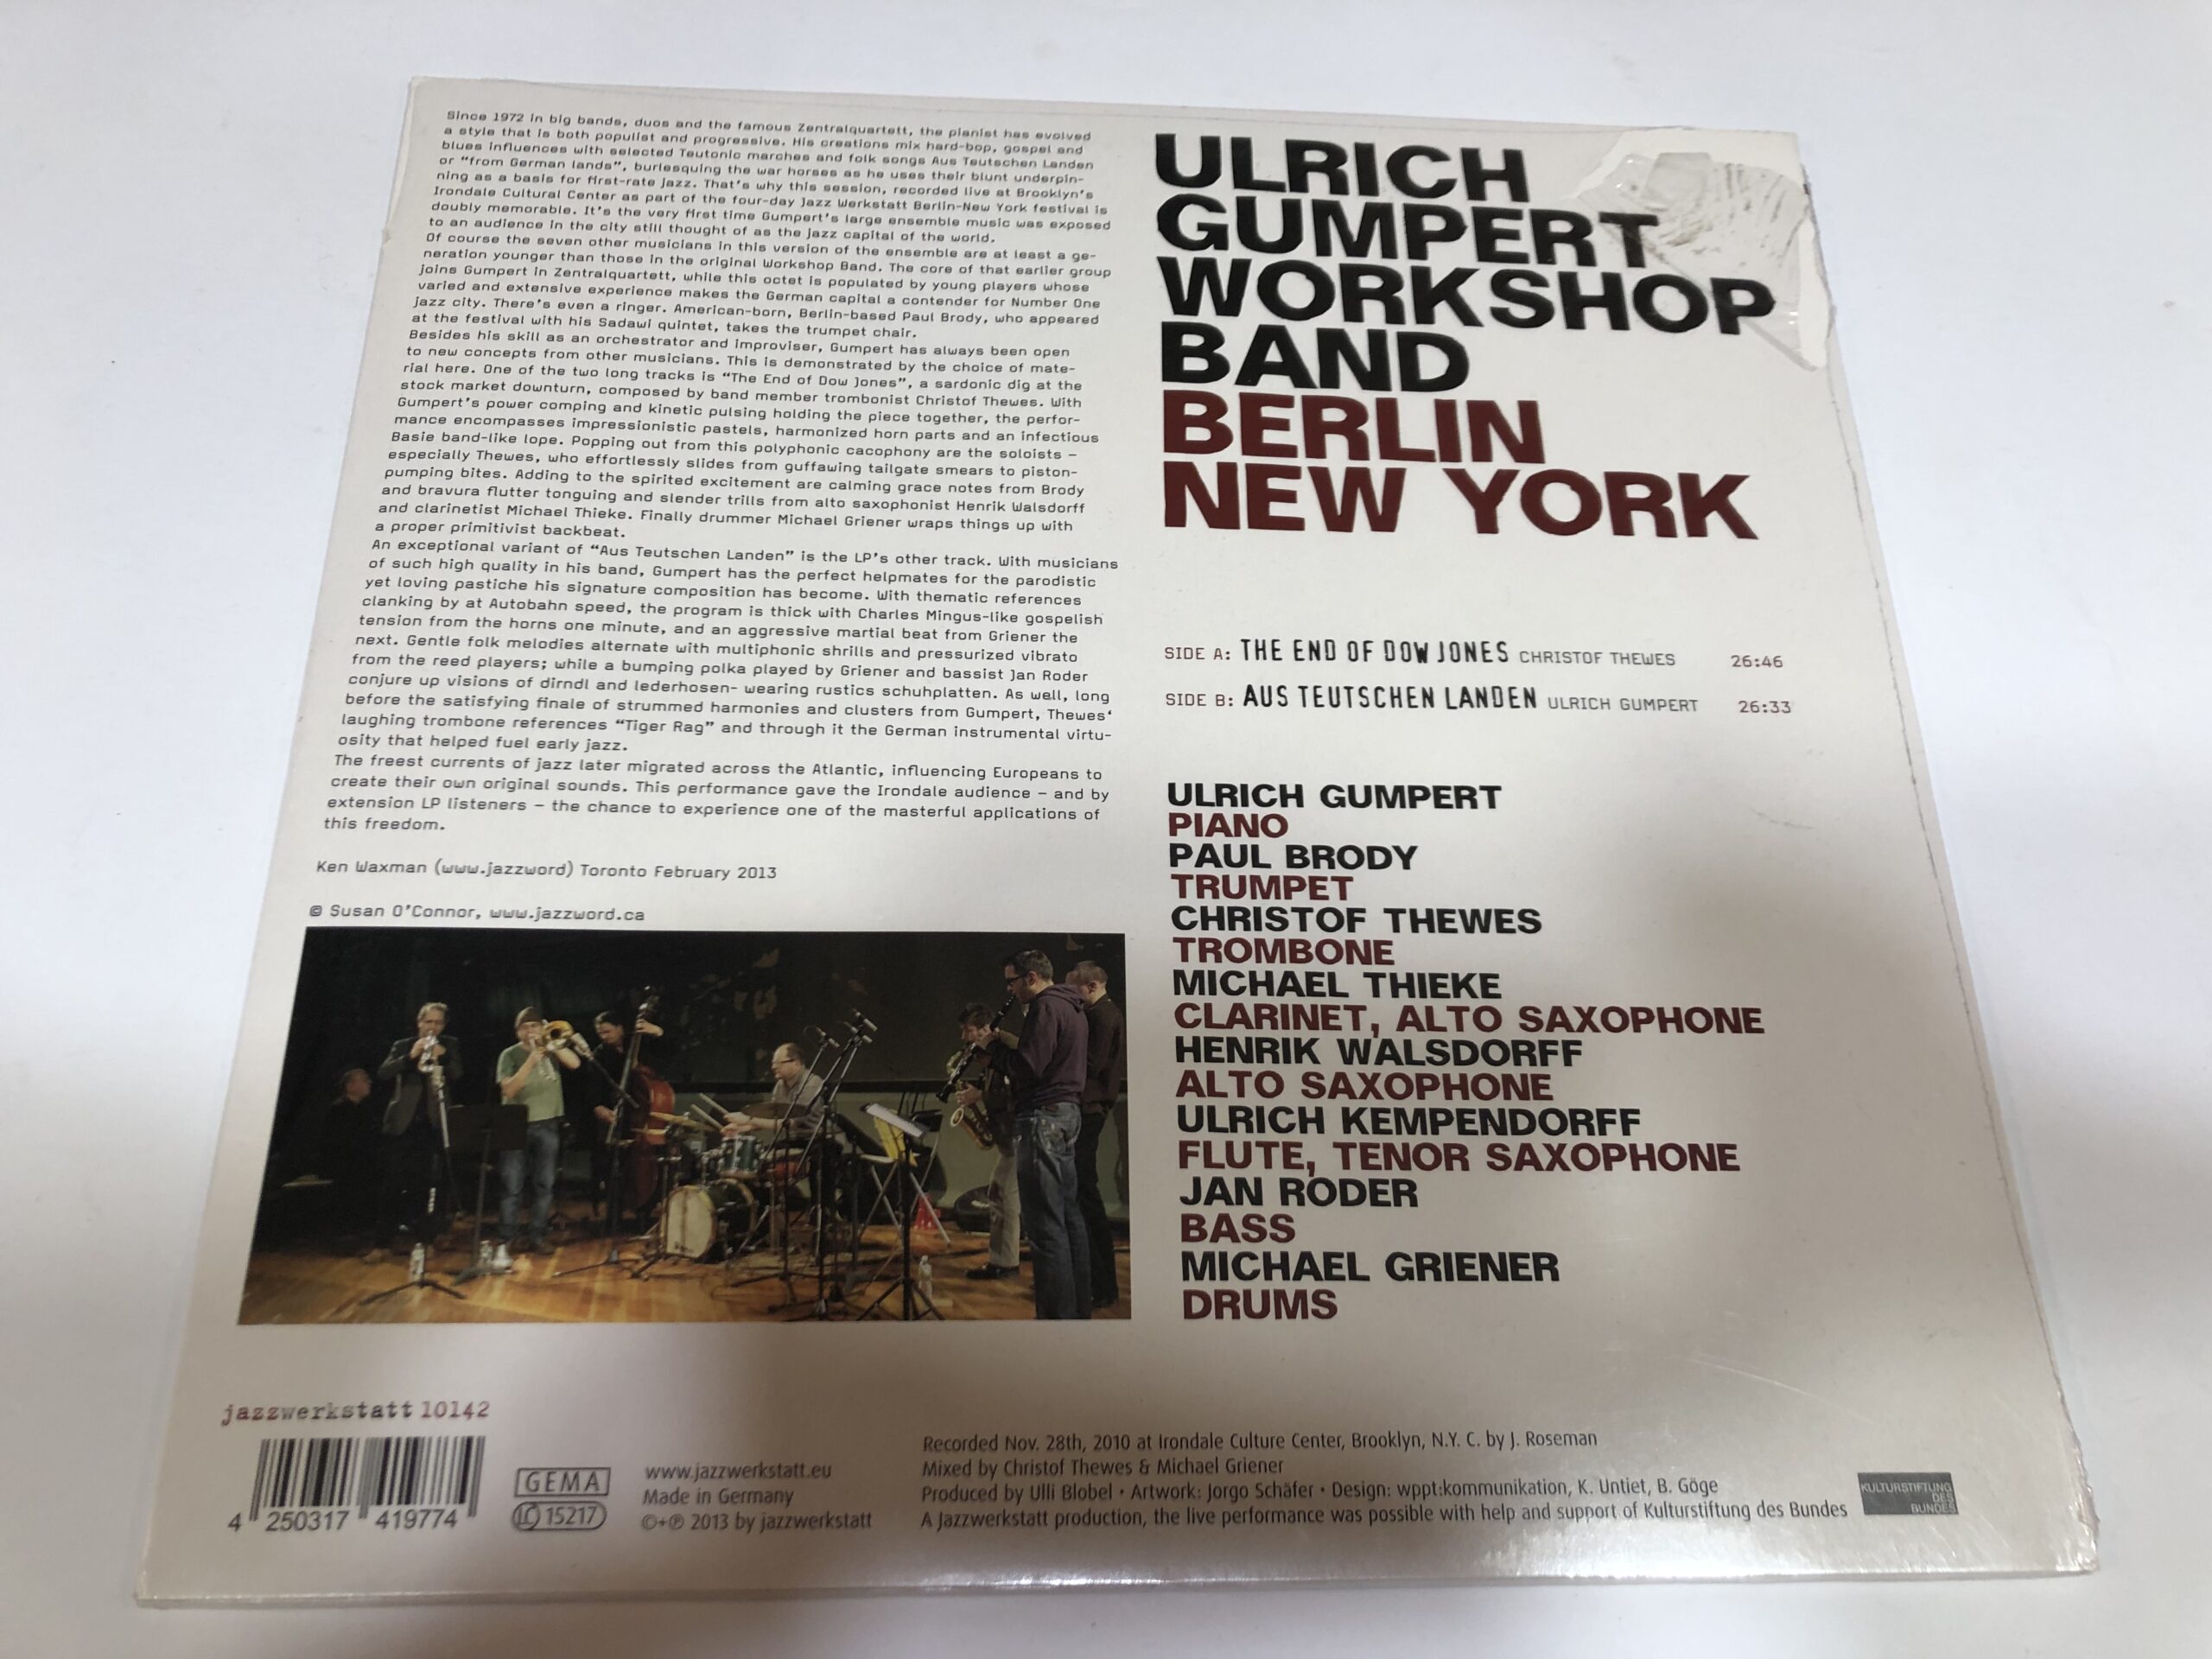 Since 1972 in big bands, duos and the famous Zentralquartett, the pianist has evolved
a style that is both populist and progressive. His creations mix hard-bop, gospel and
blues influences with selected Teutonic marches and folk songs Aus Teutschen Landen
or “from German lands”, burlesquing the war horses as he uses their blunt underpin-
ning as a basis for first-rate jazz. That’s why this session, recorded live at Brooklyn’s
Irondale Cultural Center as part of the four-day Jazz Werkstatt Berlin-New York festival is
doubly memorable. It’s the very first time Gumpert’s large ensemble music was exposed
to an audience in the city still thought of as the jazz capital of the world.
Of course the seven other musicians in this version of the ensemble are at least a ge-
neration younger than those in the original Workshop Band. The core of that earlier group
joins Gumpert in Zentralquartett, while this octet is populated by young players whose
varied and extensive experience makes the German capital a contender for Number One
jazz city. There’s even a ringer. American-born, Berlin-based Paul Brody, who appeared
at the festival with his Sadawi quintet, takes the trumpet chair.
Besides his skill as an orchestrator and improviser, Gumpert has always been open
to new concepts from other musicians. This is demonstrated by the choice of mate-
rial here. One of the two long tracks is “The End of Dow Jones”, a sardonic dig at the
stock market downturn, composed by band member trombonist Christof Thewes. With
Gumpert’s power comping and kinetic pulsing holding the piece together, the perfor-
mance encompasses impressionistic pastels, harmonized horn parts and an infectious
Basie band-like lope. Popping out from this polyphonic cacophony are the soloists –
especially Thewes, who effortlessly slides from guffawing tailgate smears to piston-
pumping bites. Adding to the spirited excitement are calming grace notes from Brody
and bravura flutter tonguing and slender trills from alto saxophonist Henrik Walsdorff
and clarinetist Michael Thieke. Finally drummer Michael Griener wraps things up with
a proper primitivist backbeat.
An exceptional variant of “Aus Teutschen Landen” is the LP’s other track. With musicians
of such high quality in his band, Gumpert has the perfect helpmates for the parodistic
yet loving pastiche his signature composition has become. With thematic references
clanking by at Autobahn speed, the program is thick with Charles Mingus-like gospelish
tension from the horns one minute, and an aggressive martial beat from Griener the
next. Gentle folk melodies alternate with multiphonic shrills and pressurized vibrato
from the reed players; while a bumping polka played by Griener and bassist Jan Roder
conjure up visions of dirndl and lederhosen- wearing rustics schuhplatten. As well, long
before the satisfying finale of strummed harmonies and clusters from Gumpert, Thewes‘
laughing trombone references “Tiger Rag” and through it the German instrumental virtu-
osity that helped fuel early jazz.
The freest currents of jazz later migrated across the Atlantic, influencing Europeans to
create their own original sounds. This performance gave the Irondale audience – and by
extension LP listeners – the chance to experience one of the masterful applications of
this freedom.
Ken Waxman (www.jazzword) Toronto February 2013
© Susan O’Connor, www.jazzword.ca
ULRICH
GUMPERT
WORKSHOP
BAND
BERLIN
NEW YORK
SIDE A: THE END OF DOW JONES CHRISTOF THEWES 26:46
SIDE B: AUS TEUTSCHEN LANDEN ULRICH GUMPERT 26:33
ULRICH GUMPERT
PIANO
PAUL BRODY
TRUMPET
CHRISTOF THEWES
TROMBONE
MICHAEL THIEKE
CLARINET, ALTO SAXOPHONE
HENRIK WALSDORFF
ALTO SAXOPHONE
ULRICH KEMPENDORFF
FLUTE, TENOR SAXOPHONE
JAN RODER
BASS
MICHAEL GRIENER
DRUMS
jazzwerkstatt 10142
4 250317 419774
GEMA
LC 15217
www.jazzwerkstatt.eu
Made in Germany
©+℗ 2013 by jazzwerkstatt
Recorded Nov. 28th, 2010 at Irondale Culture Center, Brooklyn, N.Y. C. by J. Roseman
Mixed by Christof Thewes & Michael Griener
Produced by Ulli Blobel • Artwork: Jorgo Schäfer • Design: wppt:kommunikation, K. Untiet, B. Göge
A Jazzwerkstatt production, the live performance was possible with help and support of Kulturstiftung des Bundes
KULTURSTIFTUNG
DES
BUNDES